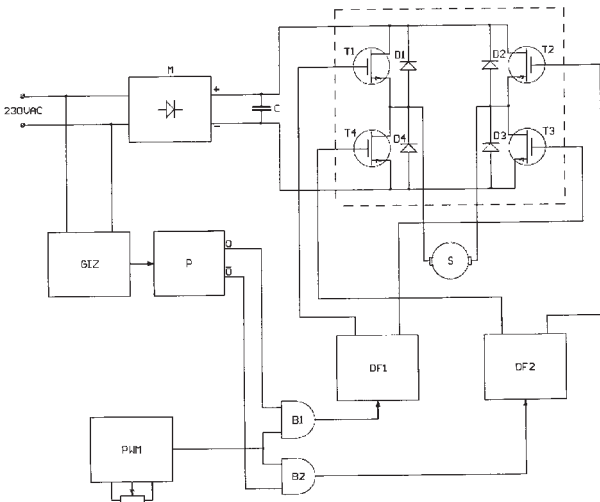 M
T1
D1
D2
T2
+
230VAC
C
-
T4
D4
D3
T3
GIZ
P
Q
Q̅
S
DF1
DF2
B1
PWM
B2